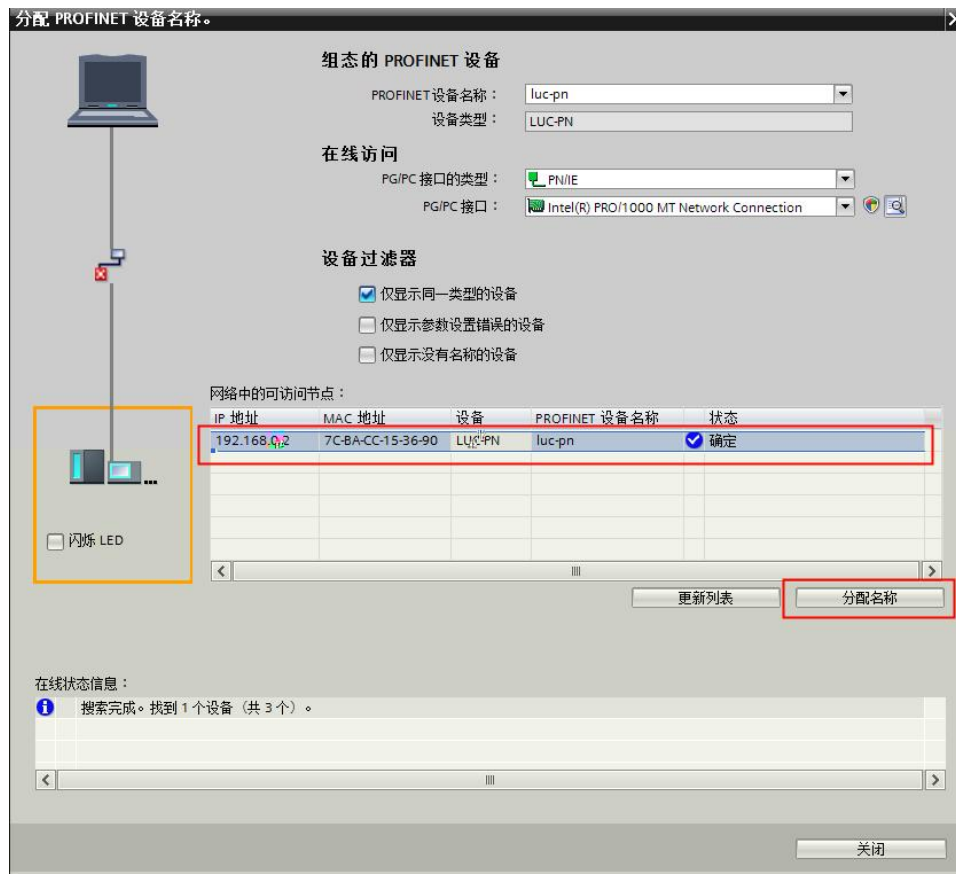 分配 PROFINET 设备名称。
组态的 PROFINET 设备
PROFINET设备名称： luc-pn
设备类型： LUC-PN
在线访问
PG/PC 接口的类型： PN/IE
PG/PC 接口： Intel(R) PRO/1000 MT Network Connection
设备过滤器
仅显示同一类型的设备
仅显示参数设置错误的设备
仅显示没有名称的设备
网络中的可访问节点：
IP 地址 MAC 地址 设备 PROFINET 设备名称 状态
192.168.0.2 7C-BA-CC-15-36-90 LUC-PN luc-pn 确定
闪烁 LED
更新列表 分配名称
在线状态信息：
搜索完成。找到 1 个设备（共 3 个）。
关闭